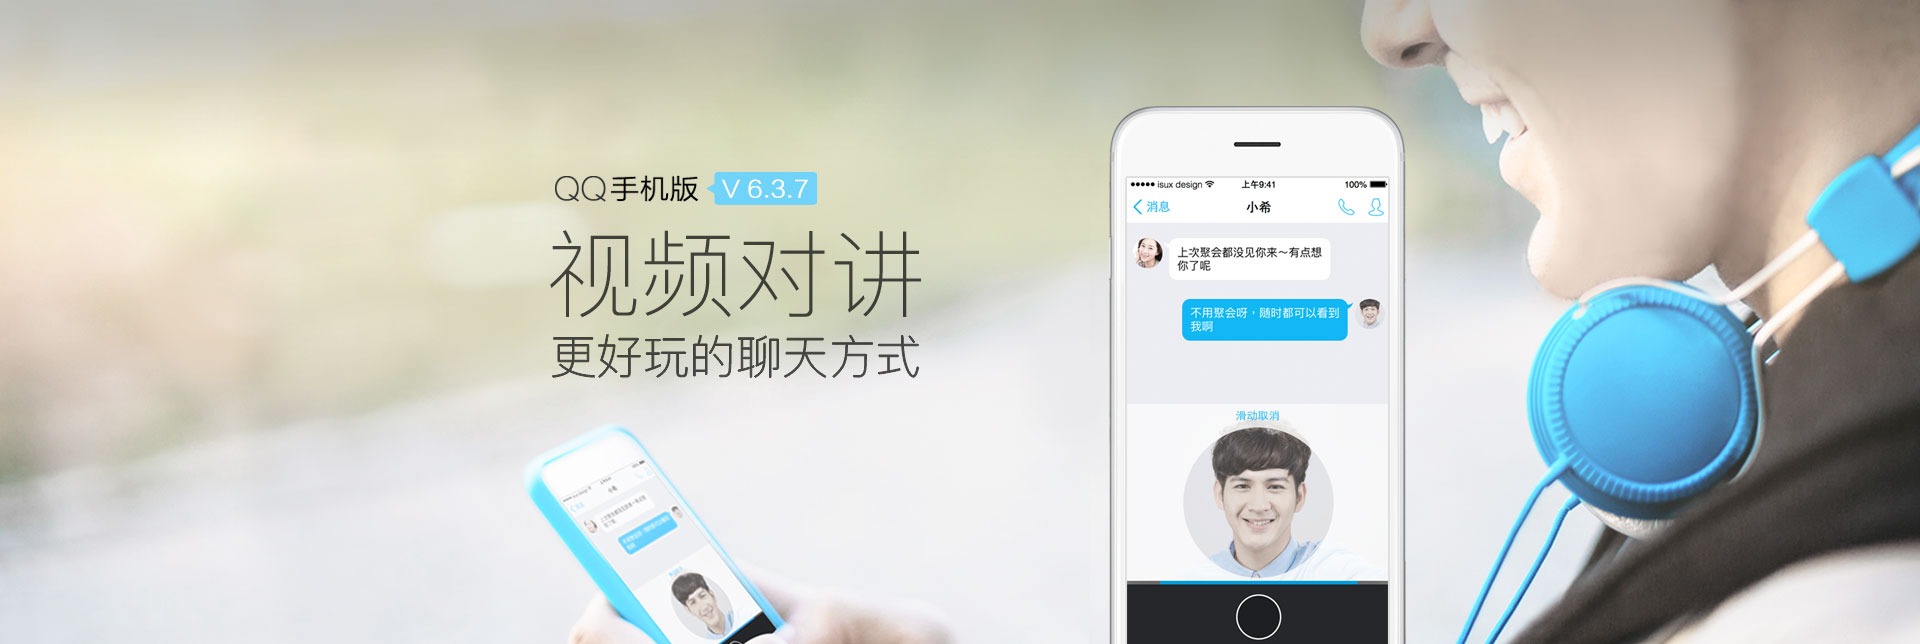 QQ手机版 V 6.3.7
视频对讲
更好玩的聊天方式
isux design 上午9:41 100%
消息 小希
上次聚会都没见你来～有点想
你了呢
不用聚会呀，随时都可以看到
我啊
滑动取消